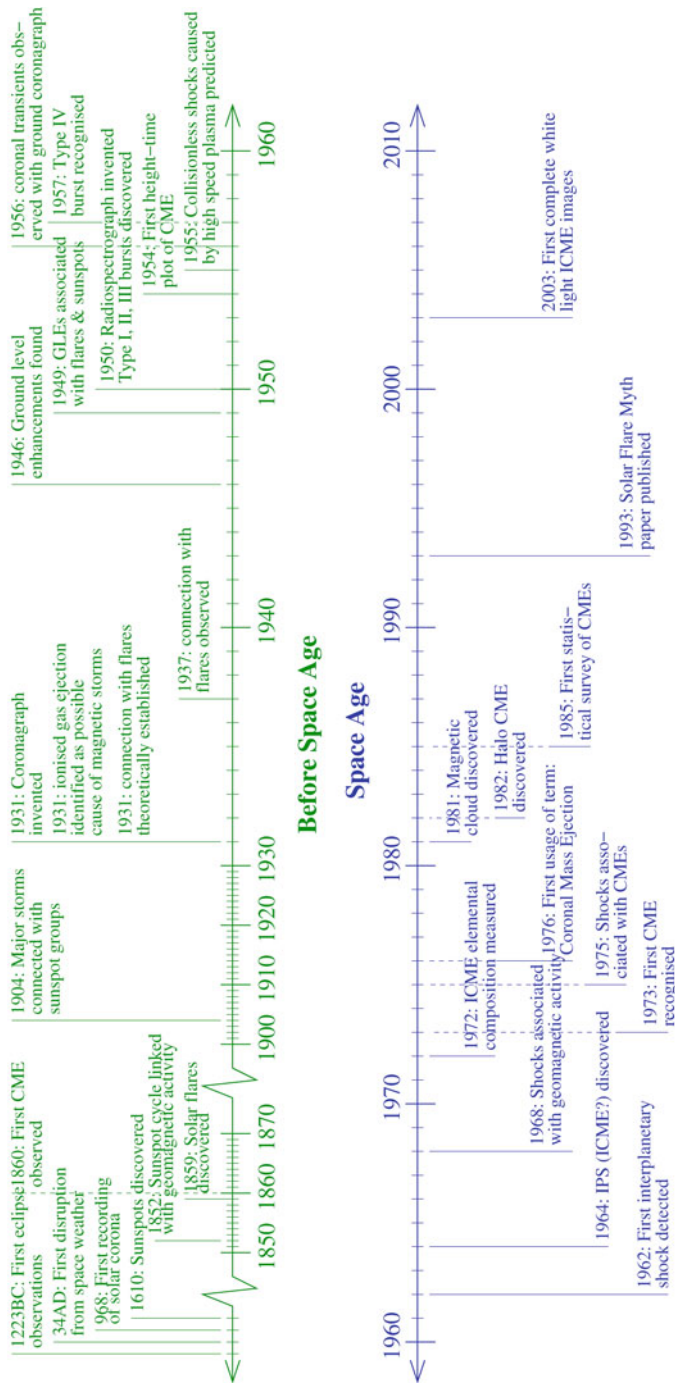 1223BC: First eclipse
observations
34AD: First disruption
from space weather
968: First recording
of solar corona
1610: Sunspots discovered
1852: Sunspot cycle linked
with geomagnetic activity
1859: Solar flares
discovered
1860: First CME
observed
1904: Major storms
connected with
sunspot groups
1931: Coronagraph
invented
1931: ionised gas ejection
identified as possible
cause of magnetic storms
1931: connection with flares
theoretically established
1937: connection with
flares observed
1946: Ground level
enhancements found
1949: GLEs associated
with flares & sunspots
1950: Radiospectrograph invented
Type I, II, III bursts discovered
1954: First height-time
plot of CME
1955: Collisionless shocks caused
by high speed plasma predicted
1956: coronal transients obs-
erved with ground coronagraph
1957: Type IV
burst recognised
1850 1860 1870 1900 1910 1920 1930 1940 1950 1960
Before Space Age
Space Age
1960 1970 1980 1990 2000 2010
1962: First interplanetary
shock detected
1964: IPS (ICME?) discovered
1968: Shocks associated
with geomagnetic activity
1972: ICME elemental
composition measured
1973: First CME
recognised
1975: Shocks asso-
ciated with CMEs
1976: First usage of term:
Coronal Mass Ejection
1981: Magnetic
cloud discovered
1982: Halo CME
discovered
1985: First statis-
tical survey of CMEs
1993: Solar Flare Myth
paper published
2003: First complete white
light ICME images